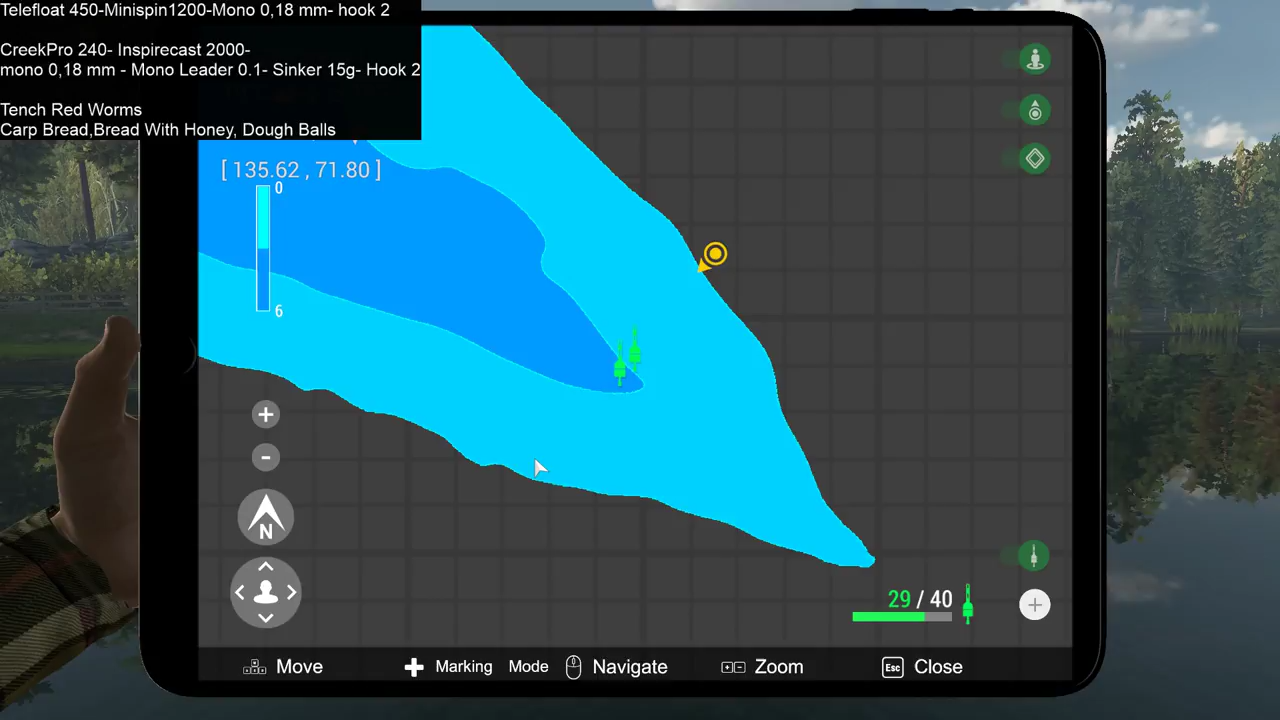 Telefloat 450-Minispin1200-Mono 0,18 mm- hook 2
CreekPro 240- Inspirecast 2000-
mono 0,18 mm - Mono Leader 0.1- Sinker 15g- Hook 2
Tench Red Worms
Carp Bread,Bread With Honey, Dough Balls
[ 135.62 , 71.80 ]
0
6
+
-
N
29 / 40
Move
Marking Mode
Navigate
Zoom
Esc Close